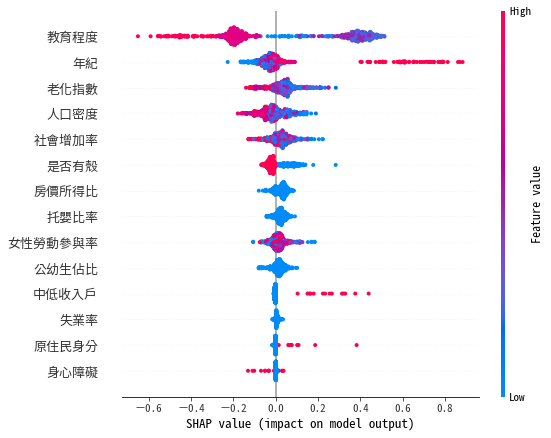 High
教育程度
年紀
老化指數
人口密度
社會增加率
是否有殼
房價所得比
托嬰比率
女性勞動參與率
公幼生佔比
中低收入戶
失業率
原住民身分
身心障礙
Feature value
Low
−0.6 −0.4 −0.2 0.0 0.2 0.4 0.6 0.8
SHAP value (impact on model output)